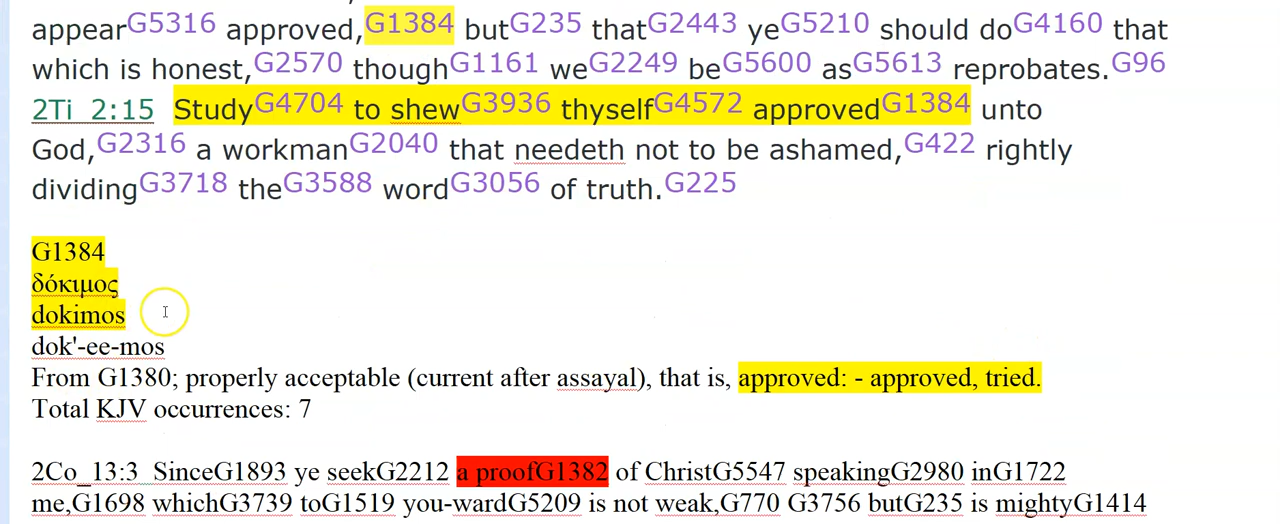 appearG5316 approved,G1384 butG235 thatG2443 yeG5210 should doG4160 that
which is honest,G2570 thoughG1161 weG2249 beG5600 asG5613 reprobates.G96
2Ti_2:15 StudyG4704 to shewG3936 thyselfG4572 approvedG1384 unto
God,G2316 a workmanG2040 that needeth not to be ashamed,G422 rightly
dividingG3718 theG3588 wordG3056 of truth.G225
G1384
δόκιμος
dokimos
dok'-ee-mos
From G1380; properly acceptable (current after assayal), that is, approved: - approved, tried.
Total KJV occurrences: 7
2Co_13:3 SinceG1893 ye seekG2212 a proofG1382 of ChristG5547 speakingG2980 inG1722
me,G1698 whichG3739 toG1519 you-wardG5209 is not weak,G770 G3756 butG235 is mightyG1414